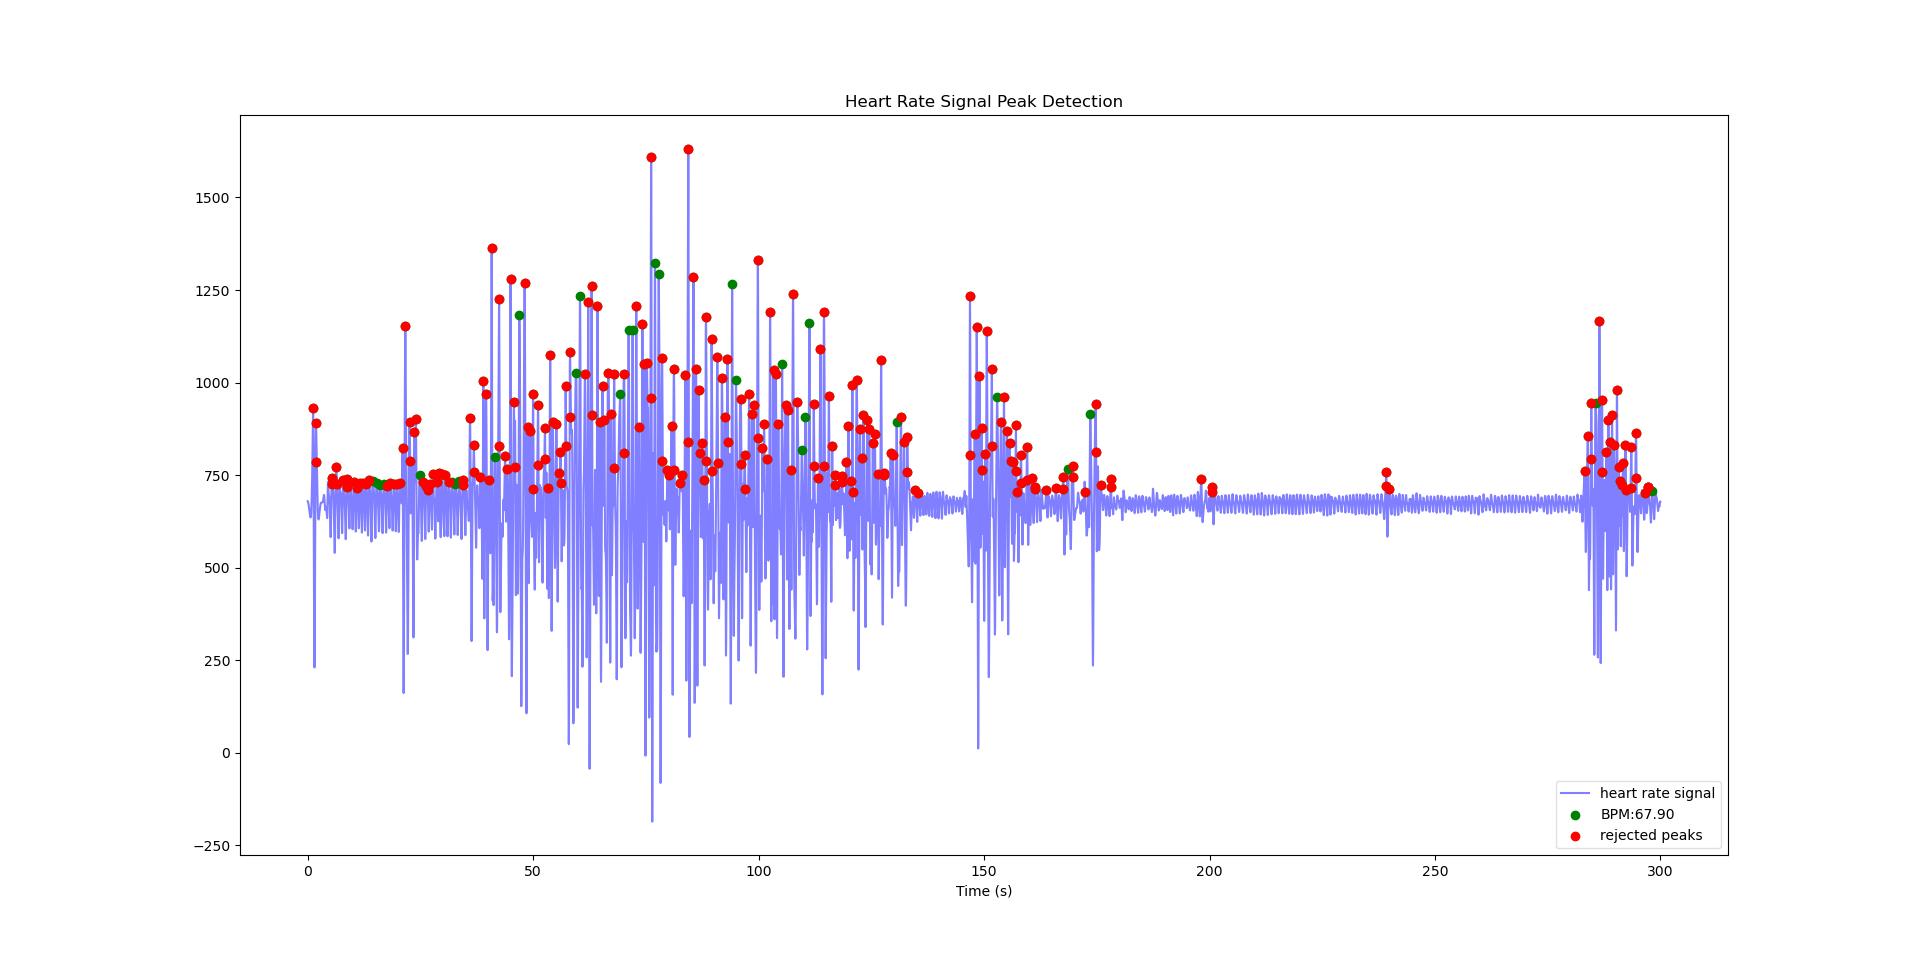 Heart Rate Signal Peak Detection
1500
1250
1000
750
500
250
0
−250
0 50 100 150 200 250 300
Time (s)
heart rate signal
BPM:67.90
rejected peaks